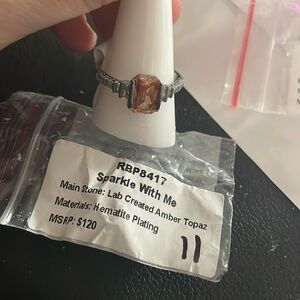 RBP8417
Sparkle With Me
Main Stone: Lab Created Amber Topaz
Materials: Hematite Plating
MSRP: $120
11